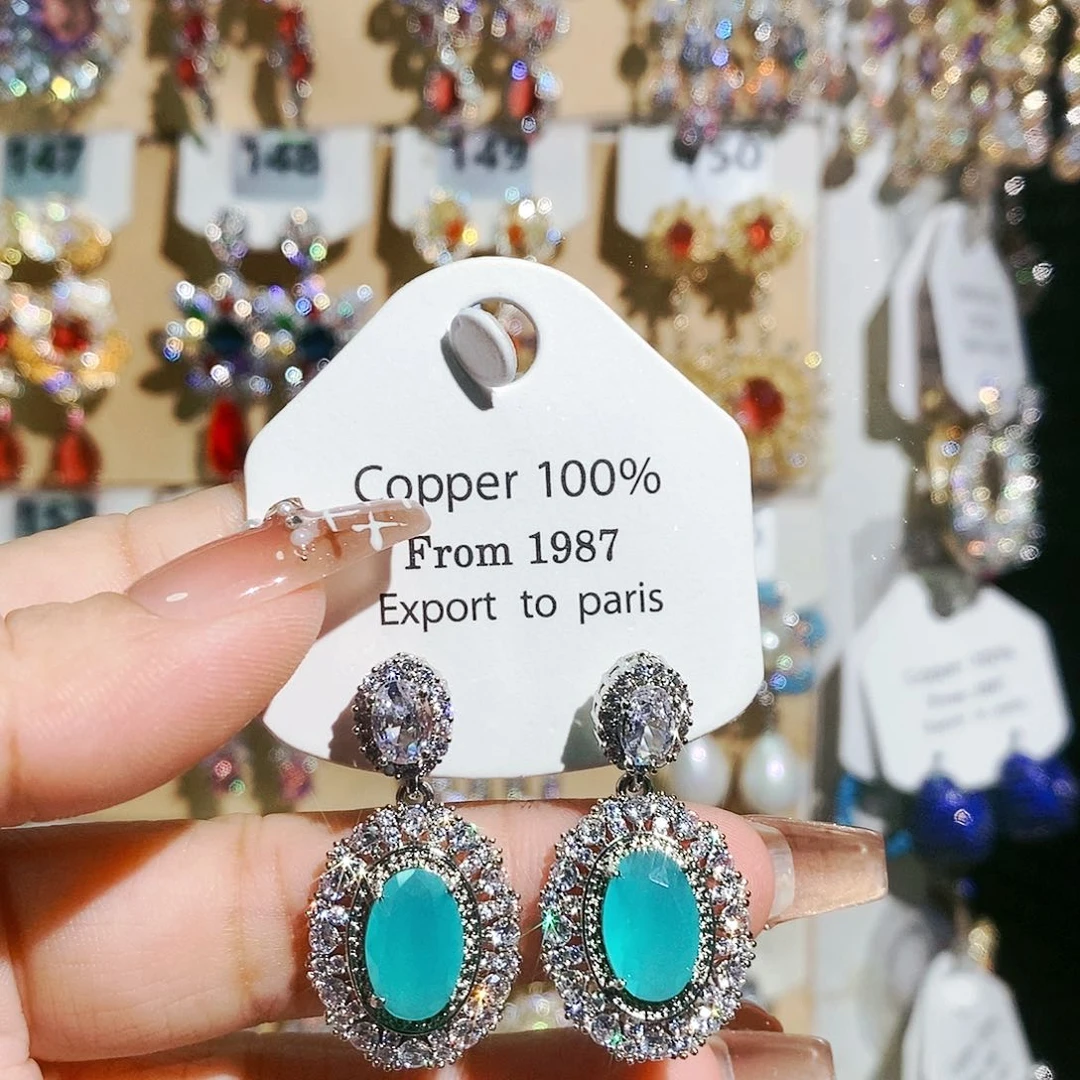 147
148
149
Copper 100%
From 1987
Export to paris